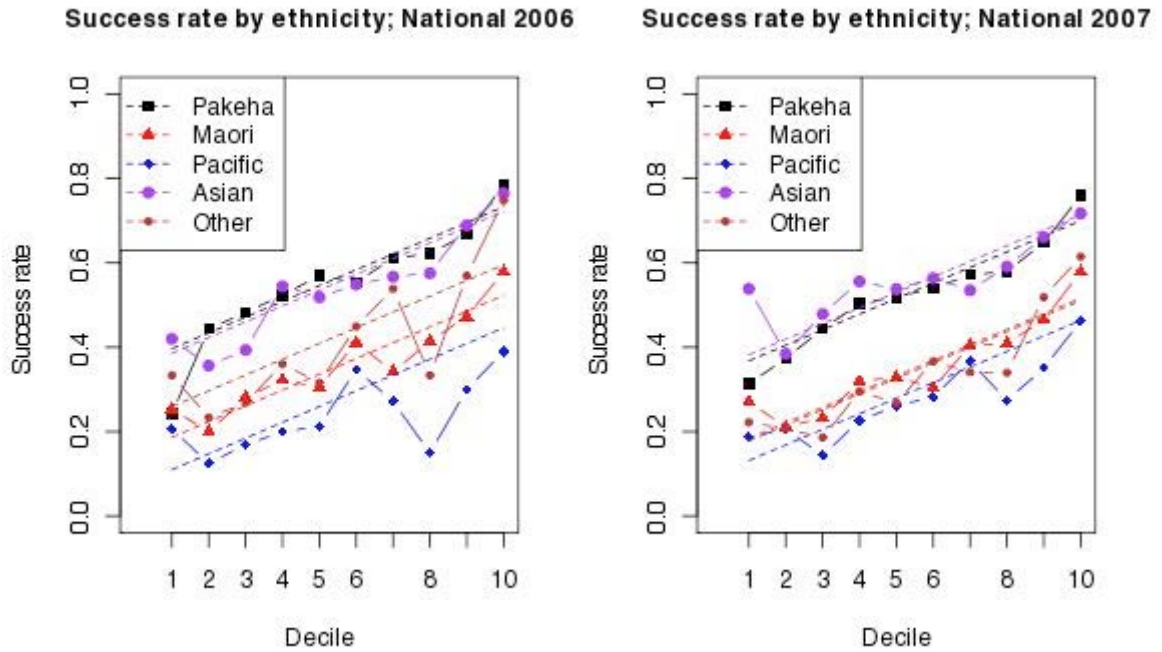 Success rate by ethnicity; National 2006
1.0
0.8
0.6
0.4
0.2
0.0
Success rate
Pakeha
Maori
Pacific
Asian
Other
1 2 3 4 5 6 8 10
Decile
Success rate by ethnicity; National 2007
1.0
0.8
0.6
0.4
0.2
0.0
Success rate
Pakeha
Maori
Pacific
Asian
Other
1 2 3 4 5 6 8 10
Decile